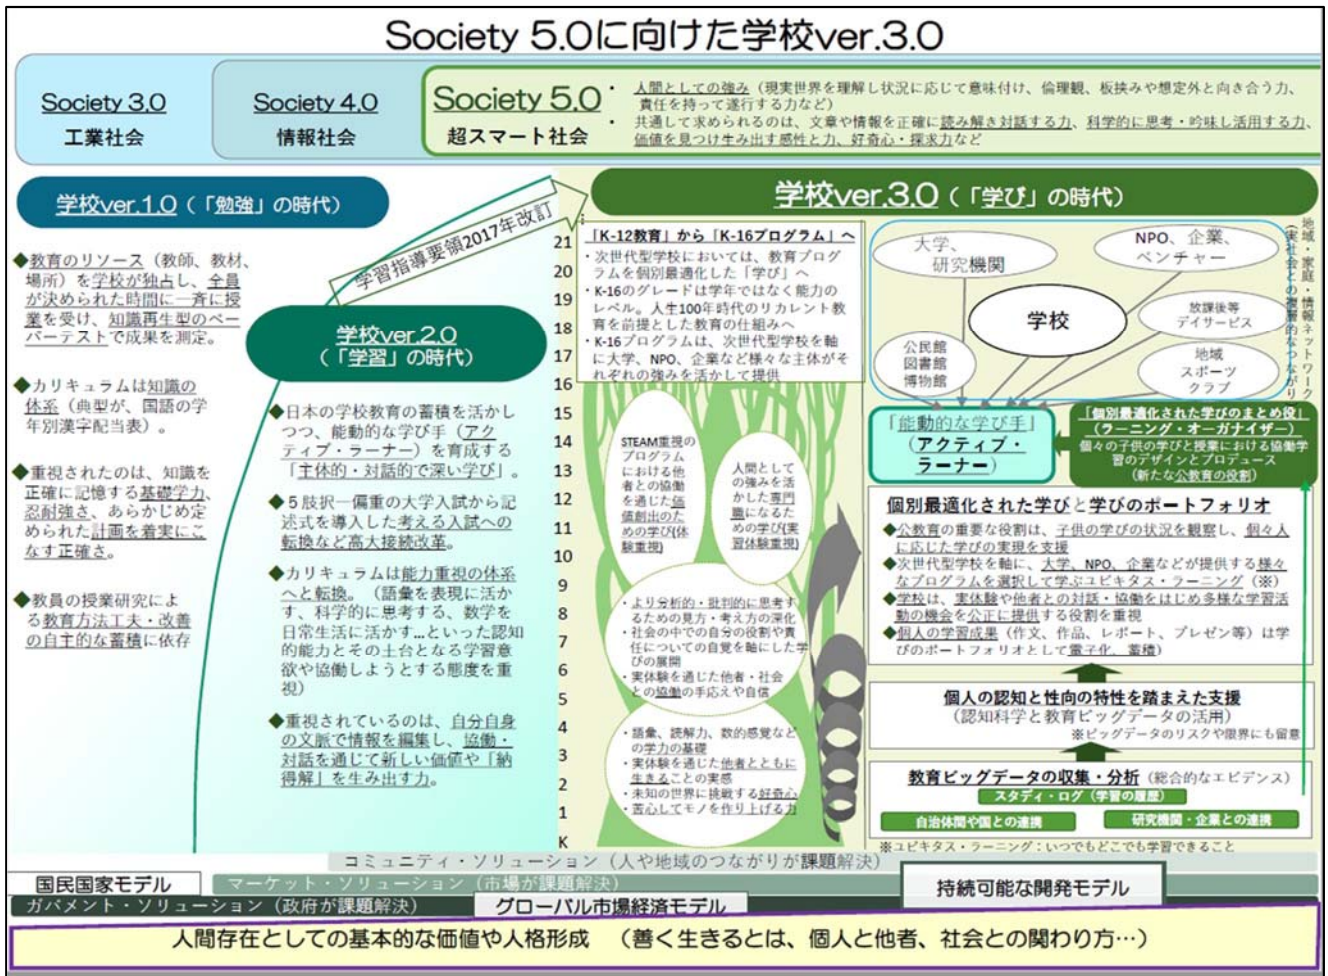 Society 5.0に向けた学校ver.3.0
Society 3.0
工業社会
Society 4.0
情報社会
Society 5.0
超スマート社会
・ 人間としての強み（現実世界を理解し状況に応じて意味付け、倫理観、板挟みや想定外と向き合う力、
責任を持って遂行する力など）
・ 共通して求められるのは、文章や情報を正確に読み解き対話する力、科学的に思考・吟味し活用する力、
価値を見つけ生み出す感性と力、好奇心・探求力など
学校ver.1.0（「勉強」の時代）
◆教育のリソース（教師、教材、
場所）を学校が独占し、全員
が決められた時間に一斉に授
業を受け、知識再生型のペー
パーテストで成果を測定。
◆カリキュラムは知識の
体系（典型が、国語の学
年別漢字配当表）。
◆重視されたのは、知識を
正確に記憶する基礎学力、
忍耐強さ、あらかじめ定
められた計画を着実にこ
なす正確さ。
◆教員の授業研究によ
る教育方法工夫・改善
の自主的な蓄積に依存
学習指導要領2017年改訂
学校ver.2.0
（「学習」の時代）
◆日本の学校教育の蓄積を活かし
つつ、能動的な学び手（アク
ティブ・ラーナー）を育成する
「主体的・対話的で深い学び」。
◆５肢択一偏重の大学入試から記
述式を導入した考える入試への
転換など高大接続改革。
◆カリキュラムは能力重視の体系
へと転換。（語彙を表現に活か
す、科学的に思考する、数学を
日常生活に活かす…といった認知
的能力とその土台となる学習意
欲や協働しようとする態度を重
視）
◆重視されているのは、自分自身
の文脈で情報を編集し、協働・
対話を通じて新しい価値や「納
得解」を生み出す力。
学校ver.3.0（「学び」の時代）
21
20
19
18
17
16
15
14
13
12
11
10
9
8
7
6
5
4
3
2
1
K
「K-12教育」から「K-16プログラム」へ
・次世代型学校においては、教育プロ
グラムを個別最適化した「学び」へ
・K-16のグレードは学年ではなく能力の
レベル。人生100年時代のリカレント教
育を前提とした教育の仕組みへ
・K-16プログラムは、次世代型学校を軸
に大学、NPO、企業など様々な主体がそ
れぞれの強みを活かして提供
STEAM重視の
プログラム
における他
者との協働
を通じた価
値創出のた
めの学び(体
験重視)
人間として
の強みを活
かした専門
職になるた
めの学び(実
習体験重視)
・より分析的・批判的に思考す
るための見方・考え方の深化
・社会の中での自分の役割や責
任についての自覚を軸にした学
びの展開
・実体験を通じた他者・社会
との協働の手応えや自信
・語彙、読解力、数的感覚など
の学力の基礎
・実体験を通じた他者とともに
生きることの実感
・未知の世界に挑戦する好奇心
・苦心してモノを作り上げる力
大学、
研究機関
NPO、企業、
ベンチャー
学校
放課後等
デイサービス
公民館
図書館
博物館
地域
スポーツ
クラブ
地域・家庭・情報ネットワーク
（実社会との複層的なつながり）
「能動的な学び手」
（アクティブ・
ラーナー）
「個別最適化された学びのまとめ役」
（ラーニング・オーガナイザー）
個々の子供の学びと授業における協働学
習のデザインとプロデュース
（新たな公教育の役割）
個別最適化された学びと学びのポートフォリオ
◆公教育の重要な役割は、子供の学びの状況を観察し、個々人
に応じた学びの実現を支援
◆次世代型学校を軸に、大学、NPO、企業などが提供する様々
なプログラムを選択して学ぶユビキタス・ラーニング（※）
◆学校は、実体験や他者との対話・協働をはじめ多様な学習活
動の機会を公正に提供する役割を重視
◆個人の学習成果（作文、作品、レポート、プレゼン等）は学
びのポートフォリオとして電子化、蓄積）
個人の認知と性向の特性を踏まえた支援
（認知科学と教育ビッグデータの活用）
※ビッグデータのリスクや限界にも留意
教育ビッグデータの収集・分析（総合的なエビデンス）
スタディ・ログ（学習の履歴）
自治体間や国との連携
研究機関・企業との連携
※ユビキタス・ラーニング：いつでもどこでも学習できること
コミュニティ・ソリューション（人や地域のつながりが課題解決）
国民国家モデル
マーケット・ソリューション（市場が課題解決）
持続可能な開発モデル
ガバメント・ソリューション（政府が課題解決）
グローバル市場経済モデル
人間存在としての基本的な価値や人格形成 （善く生きるとは、個人と他者、社会との関わり方…）